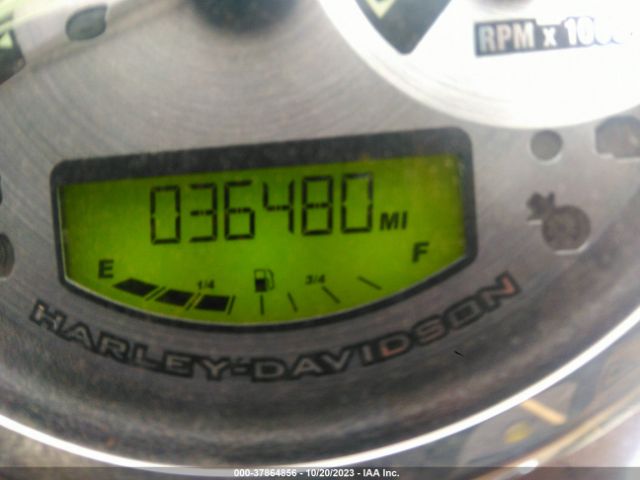 RPM x 1000
036480 MI
E 1/4 3/4 F
HARLEY-DAVIDSON
000-37864856 - 10/20/2023 - IAA Inc.